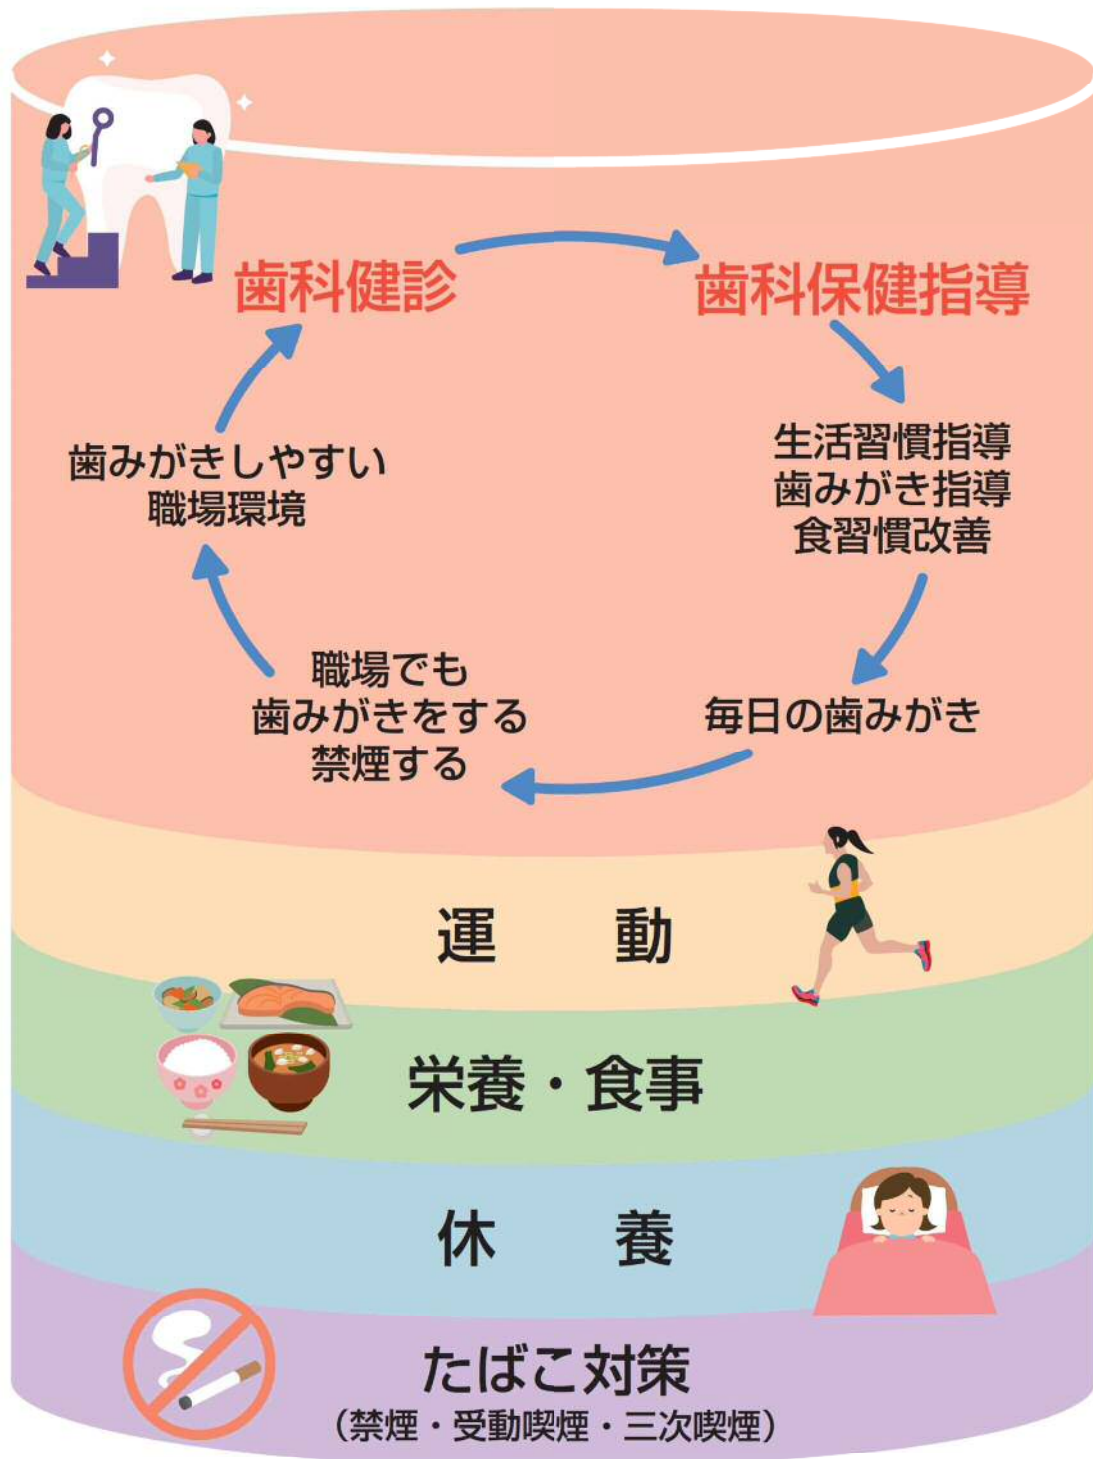 歯科健診
歯科保健指導
生活習慣指導
歯みがき指導
食習慣改善
毎日の歯みがき
職場でも
歯みがきをする
禁煙する
歯みがきしやすい
職場環境
運動
栄養・食事
休養
たばこ対策
（禁煙・受動喫煙・三次喫煙）